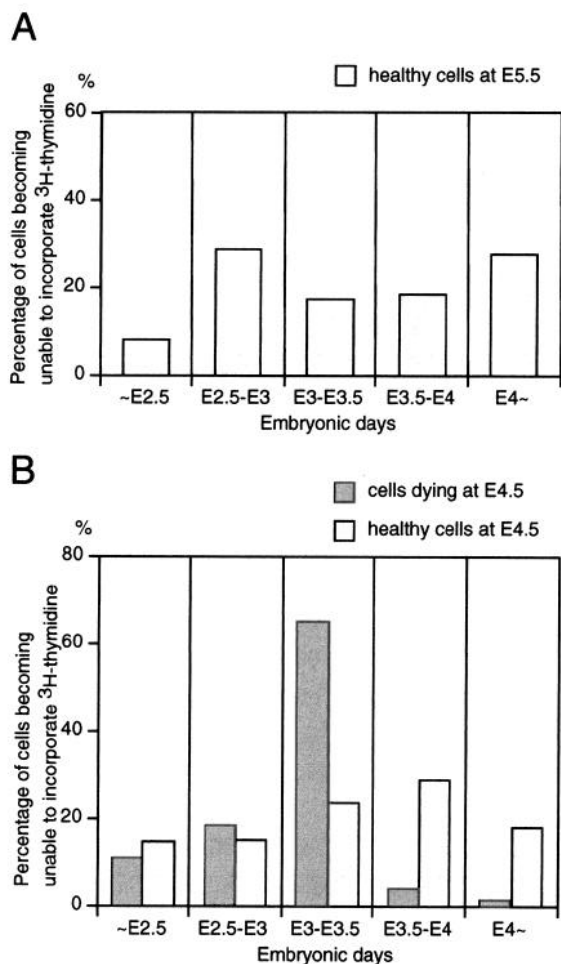 A
healthy cells at E5.5
%
60
40
20
0
Percentage of cells becoming
unable to incorporate ³H-thymidine
~E2.5 E2.5-E3 E3-E3.5 E3.5-E4 E4~
Embryonic days
B
cells dying at E4.5
healthy cells at E4.5
%
80
60
40
20
0
Percentage of cells becoming
unable to incorporate ³H-thymidine
~E2.5 E2.5-E3 E3-E3.5 E3.5-E4 E4~
Embryonic days